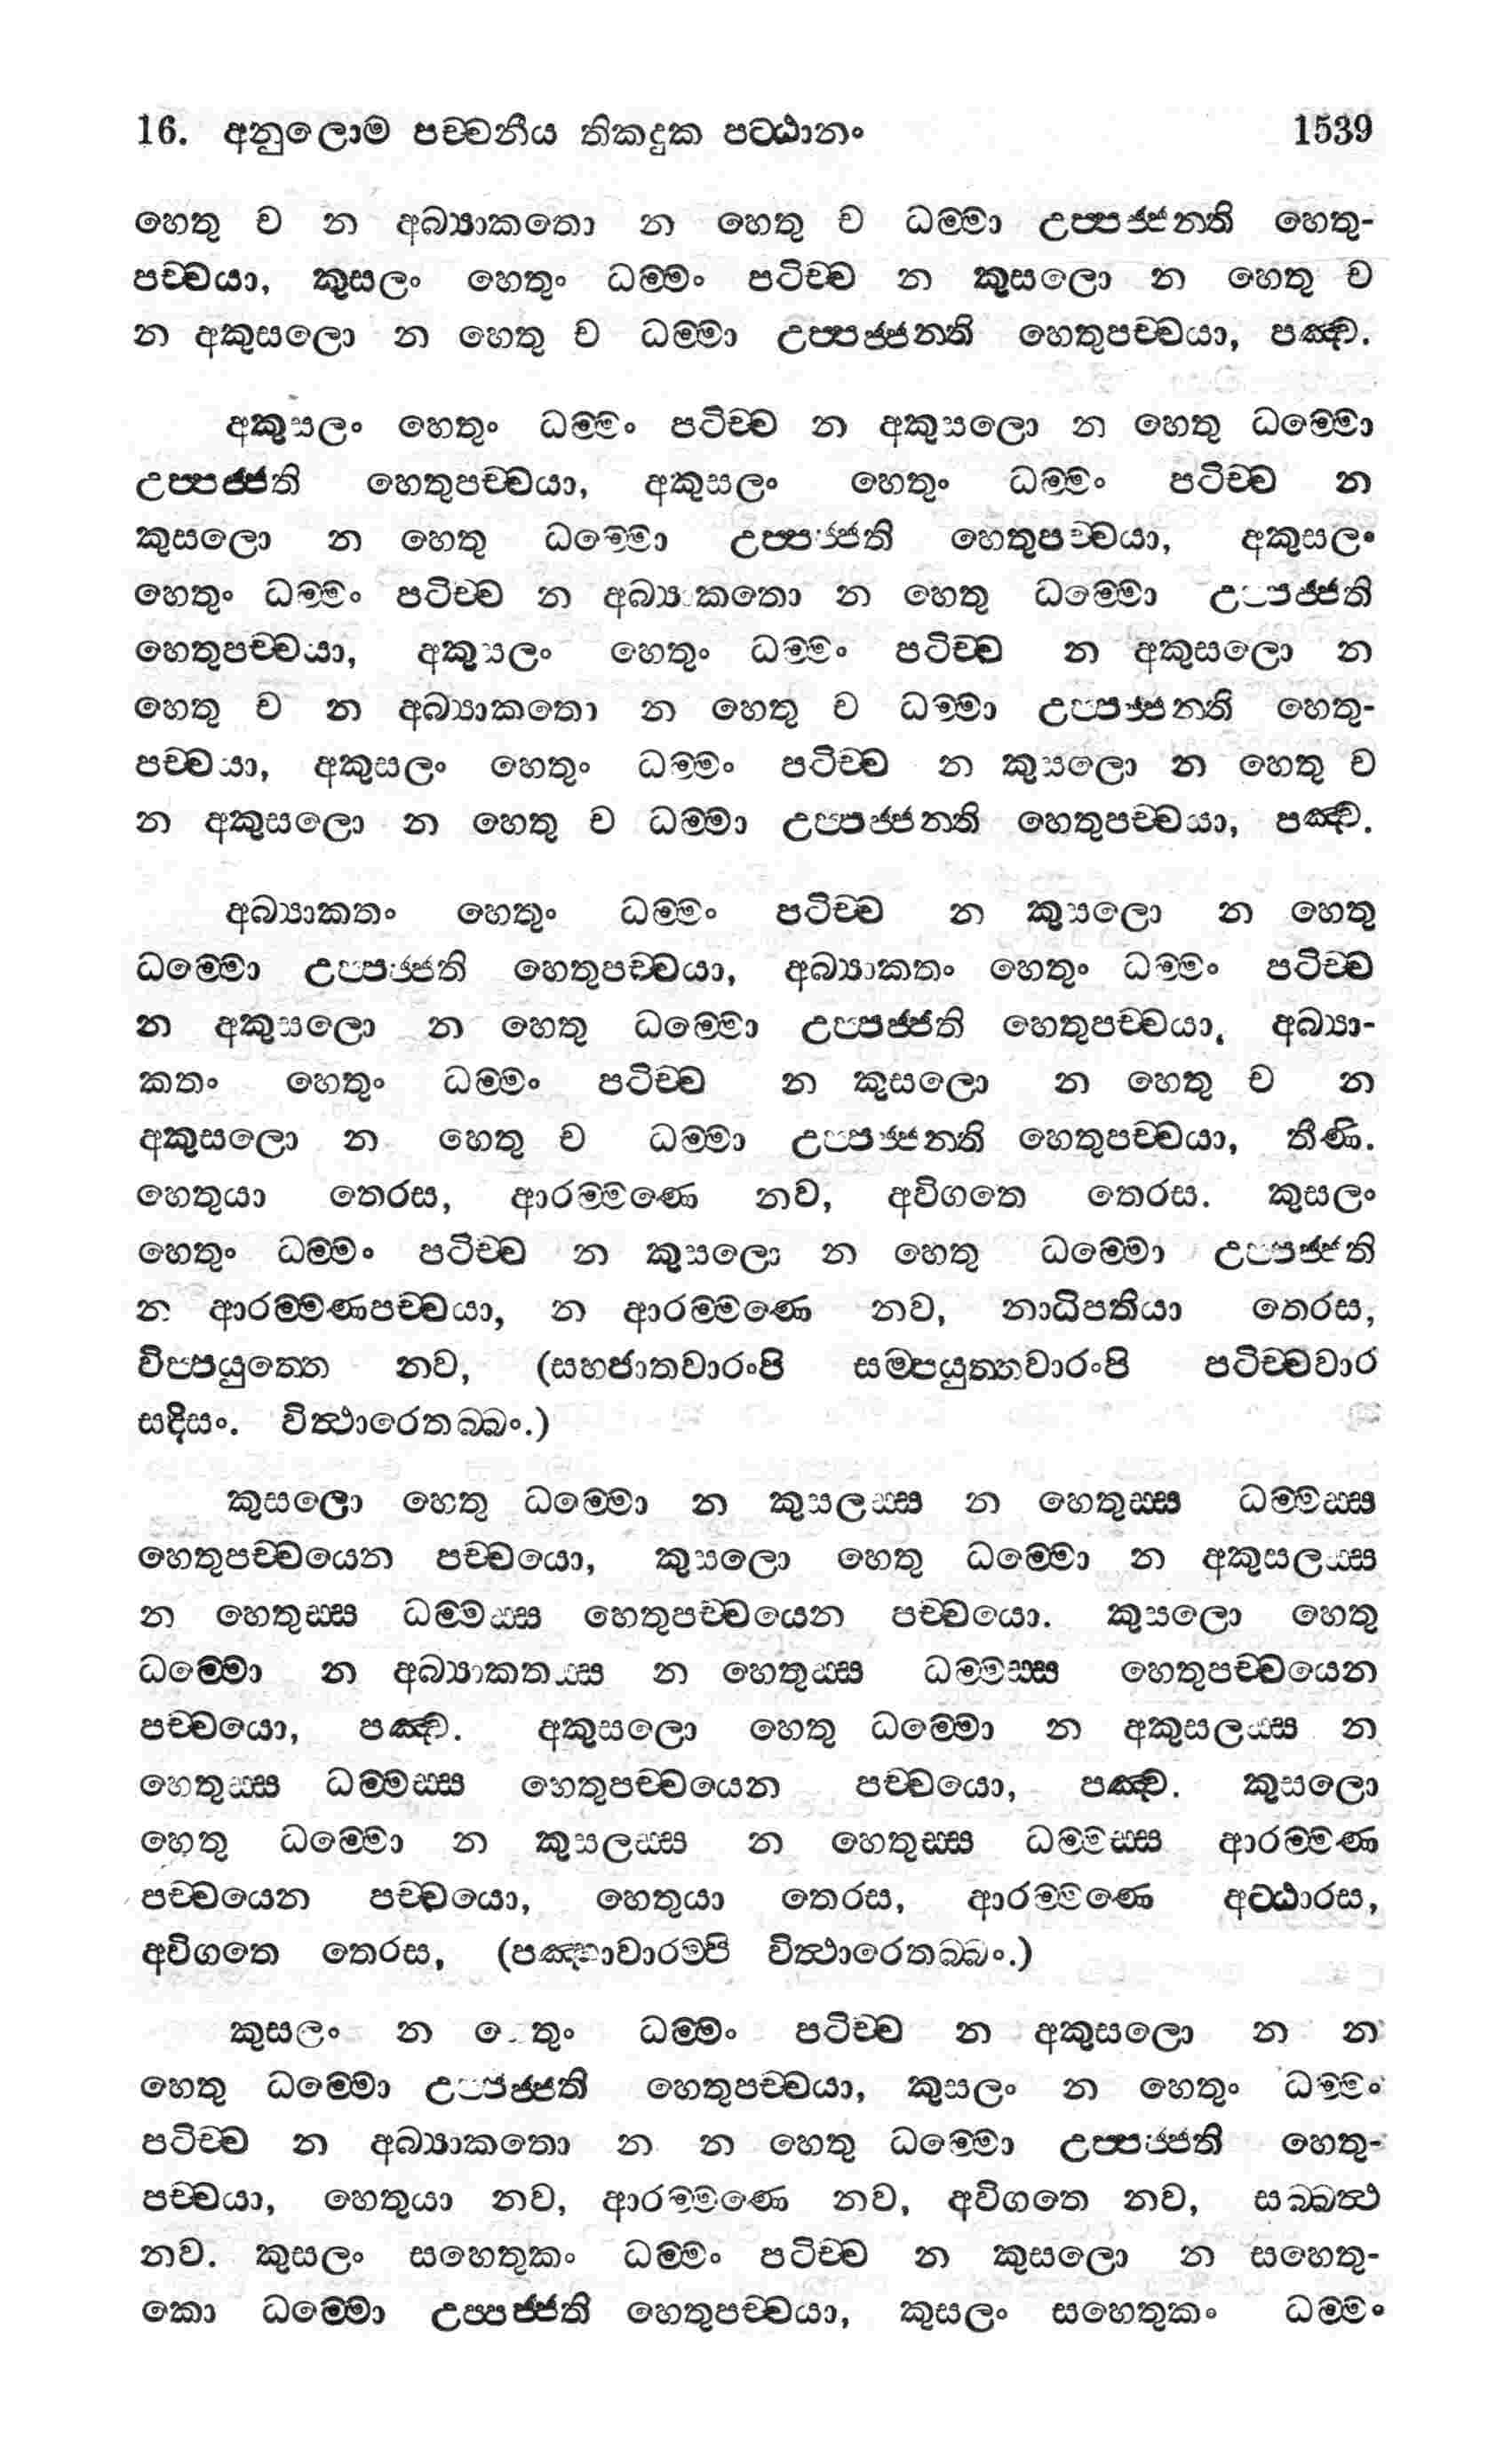 16. අනුලොම පච්චනීය තිකදුක පට්ඨානං 1539
හෙතු ච න අබ්‍යාකතො න හෙතු ච ධම්මා උප්පජ්ජන්ති හෙතු-
පච්චයා, කුසලං හෙතුං ධම්මං පටිච්ච න කුසලො න හෙතු ච
න අකුසලො න හෙතු ච ධම්මා උප්පජ්ජන්ති හෙතුපච්චයා, පඤ්ච.
අකුසලං හෙතුං ධම්මං පටිච්ච න අකුසලො න හෙතු ධම්මො
උප්පජ්ජති හෙතුපච්චයා, අකුසලං හෙතුං ධම්මං පටිච්ච න
කුසලො න හෙතු ධම්මො උප්පජ්ජති හෙතුපච්චයා, අකුසලං
හෙතුං ධම්මං පටිච්ච න අබ්‍යාකතො න හෙතු ධම්මො උප්පජ්ජති
හෙතුපච්චයා, අකුසලං හෙතුං ධම්මං පටිච්ච න අකුසලො න
හෙතු ච න අබ්‍යාකතො න හෙතු ච ධම්මා උප්පජ්ජන්ති හෙතු-
පච්චයා, අකුසලං හෙතුං ධම්මං පටිච්ච න කුසලො න හෙතු ච
න අකුසලො න හෙතු ච ධම්මා උප්පජ්ජන්ති හෙතුපච්චයා, පඤ්ච.
අබ්‍යාකතං හෙතුං ධම්මං පටිච්ච න කුසලො න හෙතු
ධම්මො උප්පජ්ජති හෙතුපච්චයා, අබ්‍යාකතං හෙතුං ධම්මං පටිච්ච
න අකුසලො න හෙතු ධම්මො උප්පජ්ජති හෙතුපච්චයා, අබ්‍යා-
කතං හෙතුං ධම්මං පටිච්ච න කුසලො න හෙතු ච න
අකුසලො න හෙතු ච ධම්මා උප්පජ්ජන්ති හෙතුපච්චයා, තීණි.
හෙතුයා තෙරස, ආරම්මණෙ නව, අවිගතෙ තෙරස. කුසලං
හෙතුං ධම්මං පටිච්ච න කුසලො න හෙතු ධම්මො උප්පජ්ජති
න ආරම්මණපච්චයා, න ආරම්මණෙ නව, නාධිපතියා තෙරස,
විප්පයුත්තෙ නව, (සහජාතවාරංපි සම්පයුත්තවාරංපි පටිච්චවාර
සදිසං. විත්‍ථාරෙතබ්බං.)
කුසලො හෙතු ධම්මො න කුසලස්ස න හෙතුස්ස ධම්මස්ස
හෙතුපච්චයෙන පච්චයො, කුසලො හෙතු ධම්මො න අකුසලස්ස
න හෙතුස්ස ධම්මස්ස හෙතුපච්චයෙන පච්චයො. කුසලො හෙතු
ධම්මො න අබ්‍යාකතස්ස න හෙතුස්ස ධම්මස්ස හෙතුපච්චයෙන
පච්චයො, පඤ්ච. අකුසලො හෙතු ධම්මො න අකුසලස්ස න
හෙතුස්ස ධම්මස්ස හෙතුපච්චයෙන පච්චයො, පඤ්ච. කුසලො
හෙතු ධම්මො න කුසලස්ස න හෙතුස්ස ධම්මස්ස ආරම්මණ
පච්චයෙන පච්චයො, හෙතුයා තෙරස, ආරම්මණෙ අට්ඨාරස,
අවිගතෙ තෙරස, (පඤ්හාවාරම්පි විත්‍ථාරෙතබ්බං.)
කුසලං න හෙතුං ධම්මං පටිච්ච න අකුසලො න න
හෙතු ධම්මො උප්පජ්ජති හෙතුපච්චයා, කුසලං න හෙතුං ධම්මං
පටිච්ච න අබ්‍යාකතො න න හෙතු ධම්මො උප්පජ්ජති හෙතු-
පච්චයා, හෙතුයා නව, ආරම්මණෙ නව, අවිගතෙ නව, සබ්බත්‍ථ
නව. කුසලං සහෙතුකං ධම්මං පටිච්ච න කුසලො න සහෙතු-
කො ධම්මො උප්පජ්ජති හෙතුපච්චයා, කුසලං සහෙතුකං ධම්මං